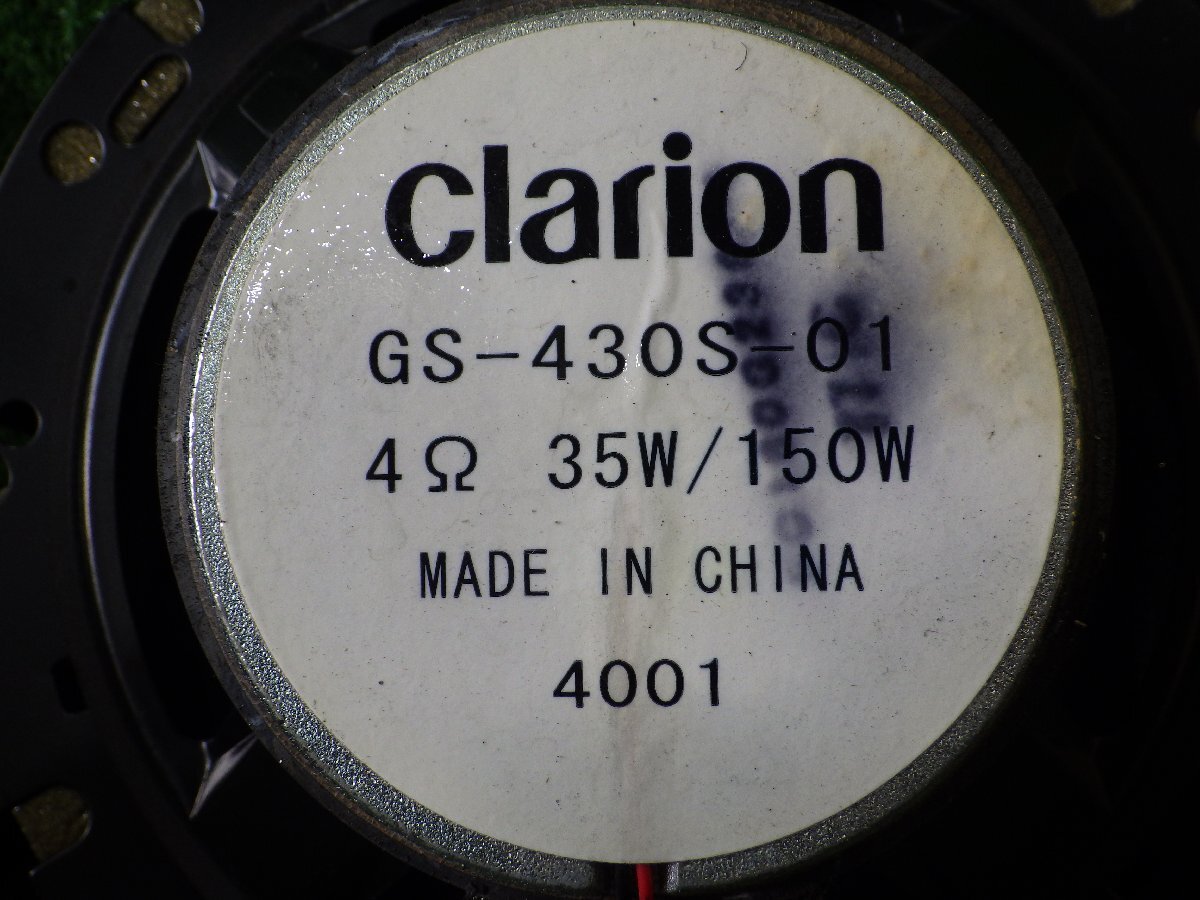 clarion
GS-430S-01
4Ω 35W/150W
MADE IN CHINA
4001